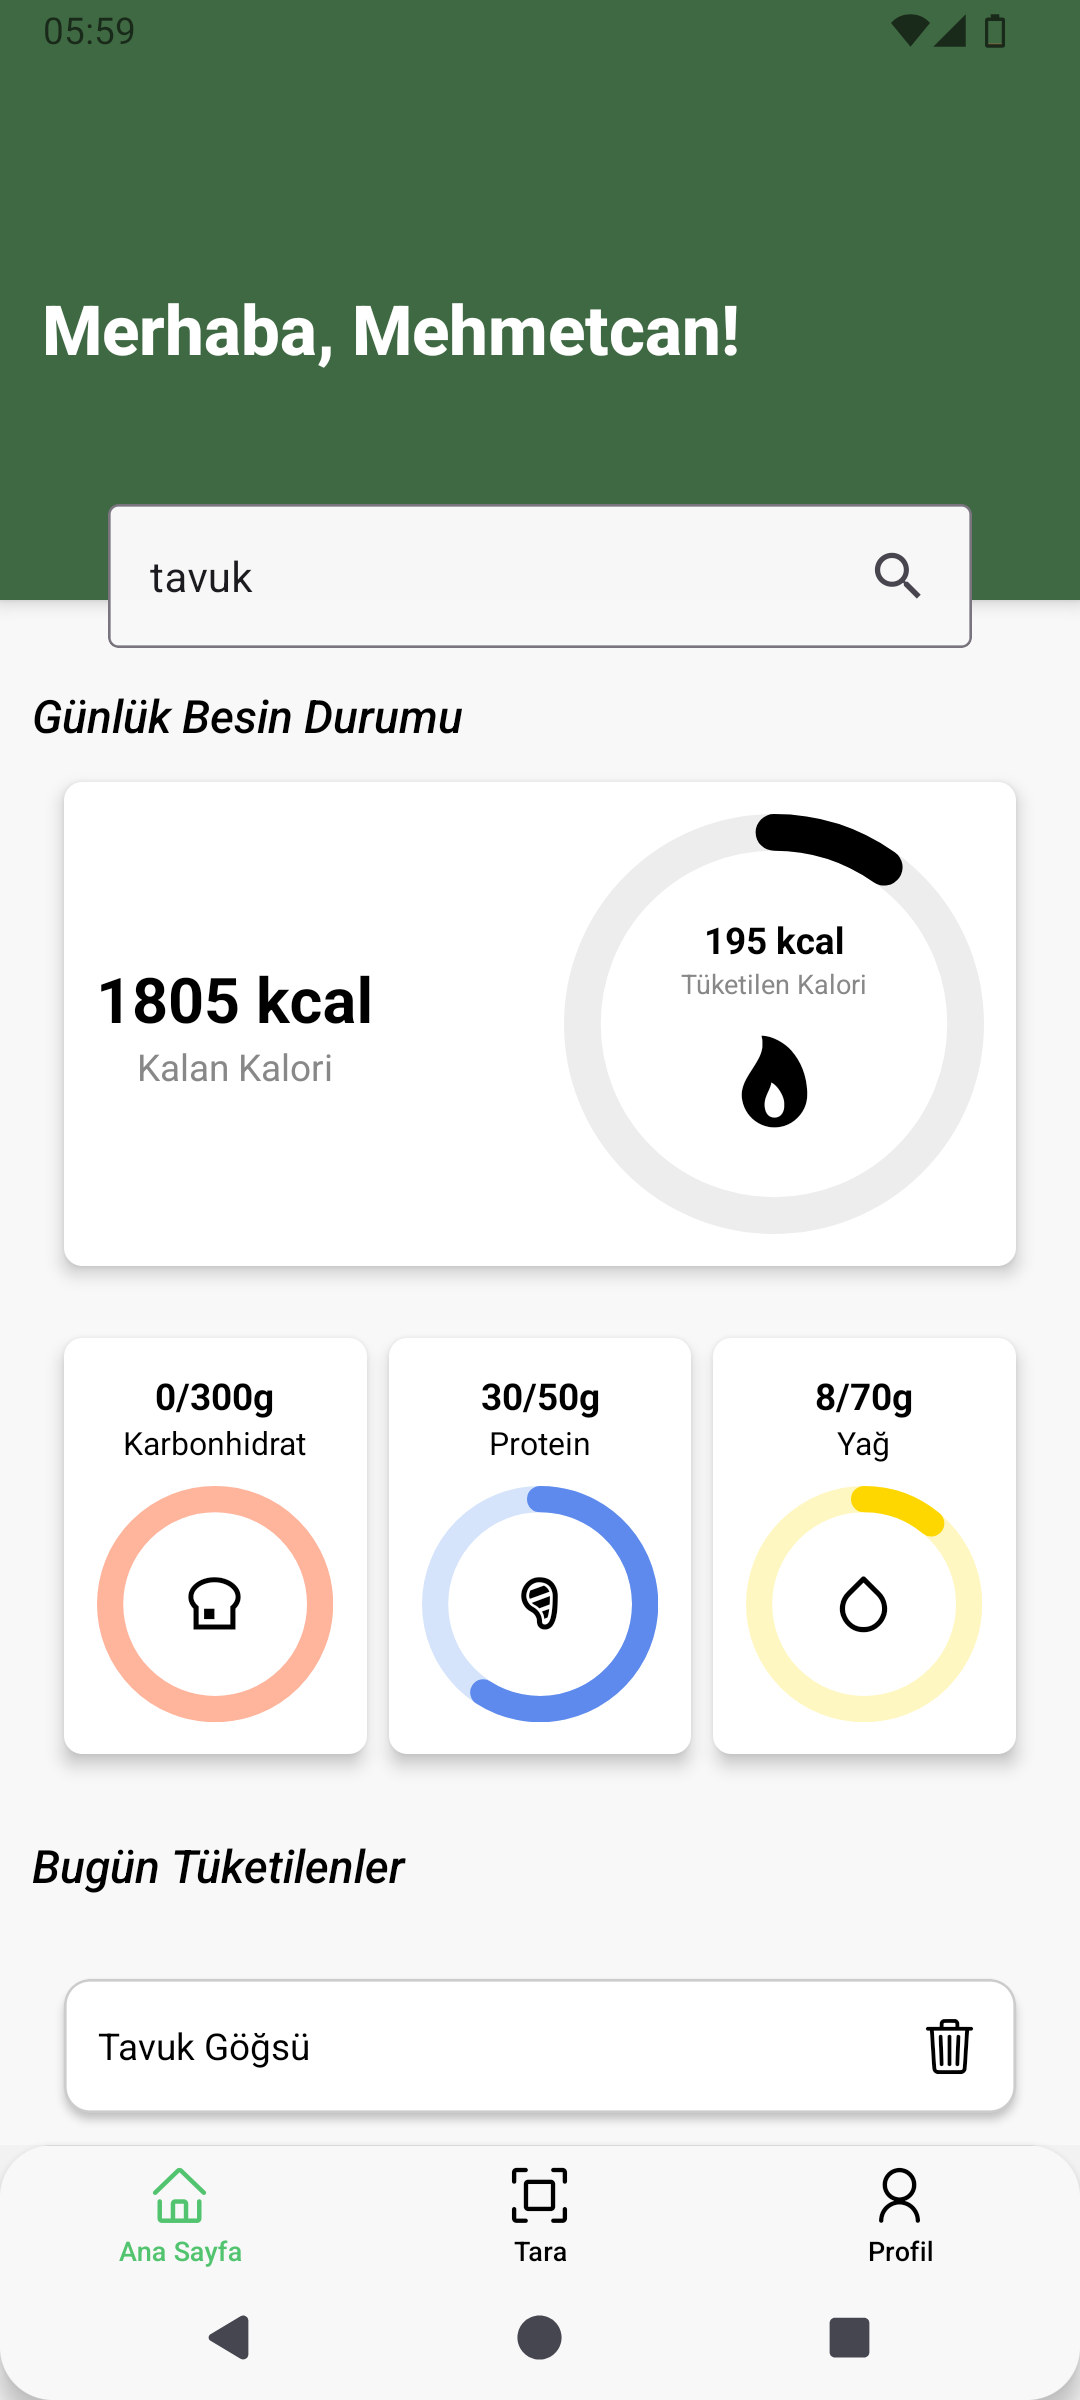 05:59
Merhaba, Mehmetcan!
tavuk
Günlük Besin Durumu
195 kcal
Tüketilen Kalori
1805 kcal
Kalan Kalori
0/300g
Karbonhidrat
30/50g
Protein
8/70g
Yağ
Bugün Tüketilenler
Tavuk Göğsü
Ana Sayfa
Tara
Profil